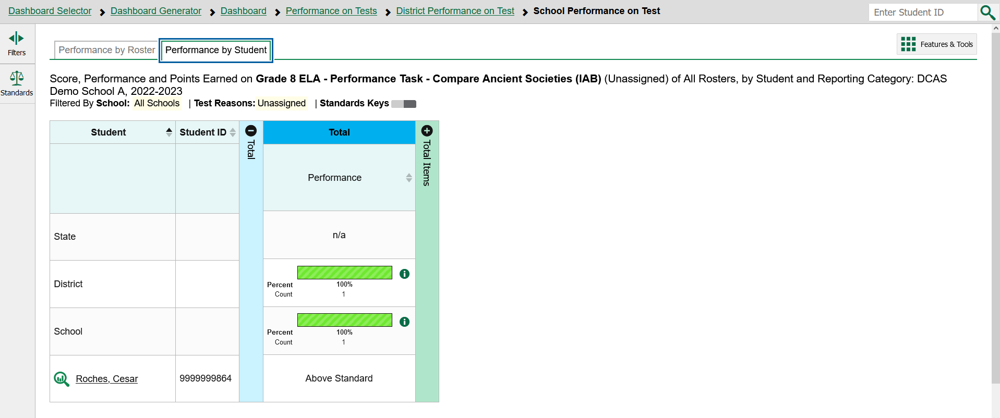 Dashboard Selector Dashboard Generator Dashboard Performance on Tests District Performance on Test School Performance on Test Enter Student ID
Filters
Standards
Performance by Roster Performance by Student
Features & Tools
Score, Performance and Points Earned on Grade 8 ELA - Performance Task - Compare Ancient Societies (IAB) (Unassigned) of All Rosters, by Student and Reporting Category: DCAS
Demo School A, 2022-2023
Filtered By School: All Schools | Test Reasons: Unassigned | Standards Keys
Student Student ID Total Total Total Items
Performance
State n/a
District
Percent 100%
Count 1
School
Percent 100%
Count 1
Roches, Cesar 9999999864 Above Standard